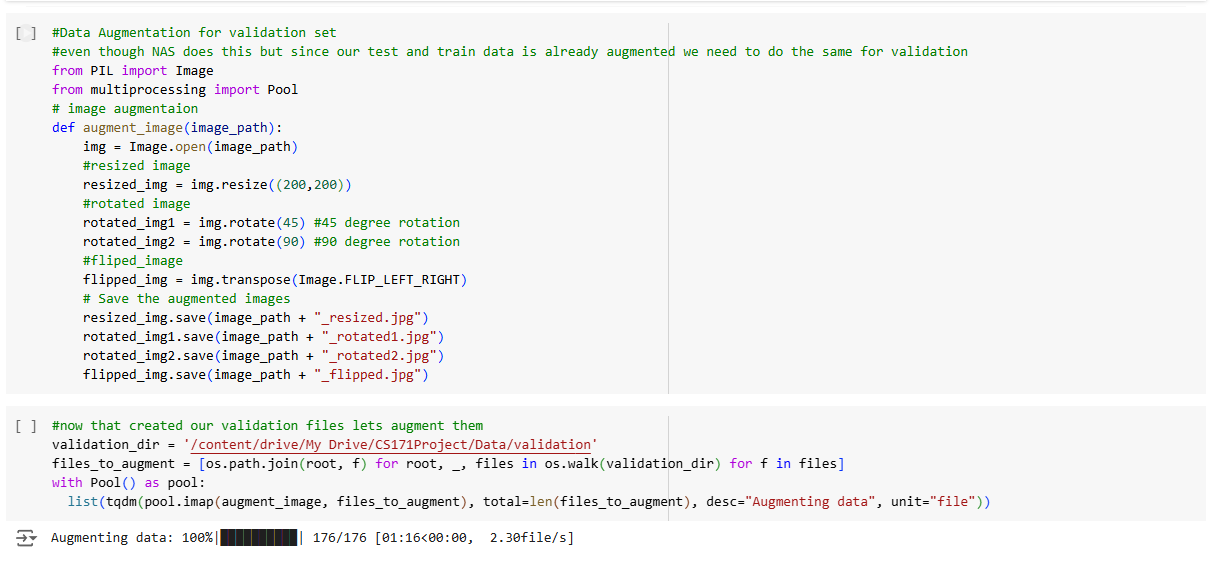 [ ] #Data Augmentation for validation set
#even though NAS does this but since our test and train data is already augmented we need to do the same for validation
from PIL import Image
from multiprocessing import Pool
# image augmentaion
def augment_image(image_path):
    img = Image.open(image_path)
    #resized image
    resized_img = img.resize((200,200))
    #rotated image
    rotated_img1 = img.rotate(45) #45 degree rotation
    rotated_img2 = img.rotate(90) #90 degree rotation
    #fliped_image
    flipped_img = img.transpose(Image.FLIP_LEFT_RIGHT)
    # Save the augmented images
    resized_img.save(image_path + "_resized.jpg")
    rotated_img1.save(image_path + "_rotated1.jpg")
    rotated_img2.save(image_path + "_rotated2.jpg")
    flipped_img.save(image_path + "_flipped.jpg")
[ ] #now that created our validation files lets augment them
validation_dir = '/content/drive/My Drive/CS171Project/Data/validation'
files_to_augment = [os.path.join(root, f) for root, _, files in os.walk(validation_dir) for f in files]
with Pool() as pool:
  list(tqdm(pool.imap(augment_image, files_to_augment), total=len(files_to_augment), desc="Augmenting data", unit="file"))
Augmenting data: 100%|██████████| 176/176 [01:16<00:00,  2.30file/s]